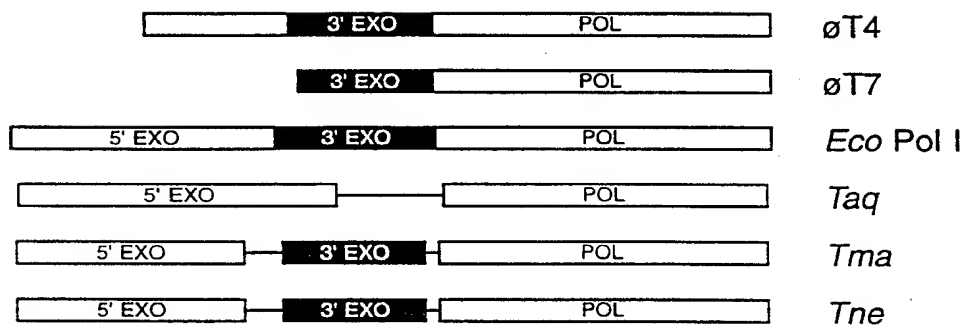 3' EXO POL øT4
3' EXO POL øT7
5' EXO 3' EXO POL Eco Pol I
5' EXO POL Taq
5' EXO 3' EXO POL Tma
5' EXO 3' EXO POL Tne